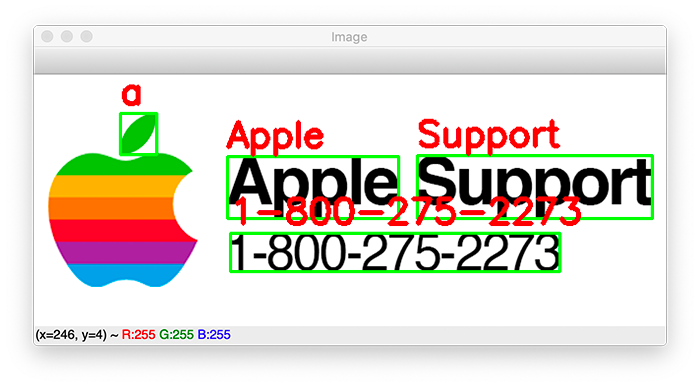 Image
a
Apple Support
Apple Support
1-800-275-2273
1-800-275-2273
(x=246, y=4) ~ R:255 G:255 B:255